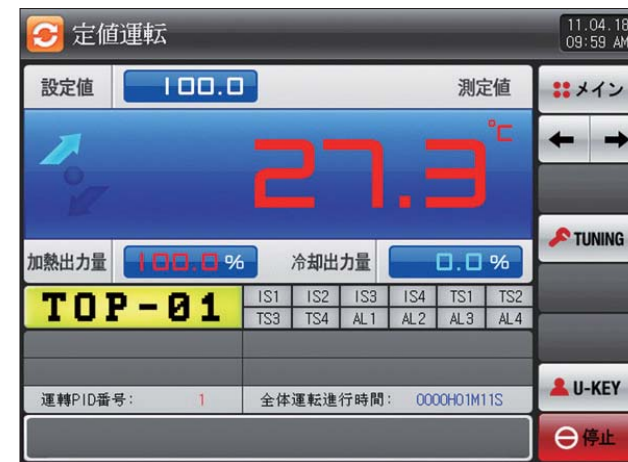 定値運転
11.04.18
09:59 AM
設定値 100.0 測定値
メイン
27.3 ℃
← →
TUNING
加熱出力量 100.0 % 冷却出力量 0.0 %
TOP-01
IS1 IS2 IS3 IS4 TS1 TS2
TS3 TS4 AL1 AL2 AL3 AL4
運轉PID番号: 1 全体運転進行時間: 0000H01M11S
U-KEY
停止